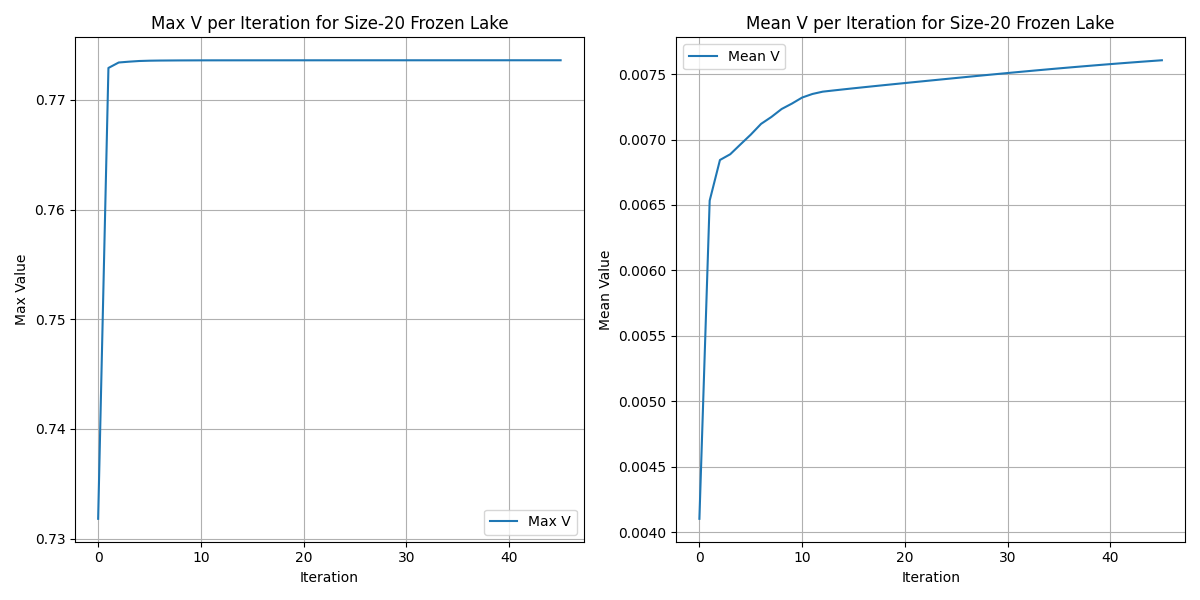 Max V per Iteration for Size-20 Frozen Lake
Max Value
0.77
0.76
0.75
0.74
0.73
Max V
0
10
20
30
40
Iteration
Mean V per Iteration for Size-20 Frozen Lake
Mean Value
Mean V
0.0075
0.0070
0.0065
0.0060
0.0055
0.0050
0.0045
0.0040
0
10
20
30
40
Iteration